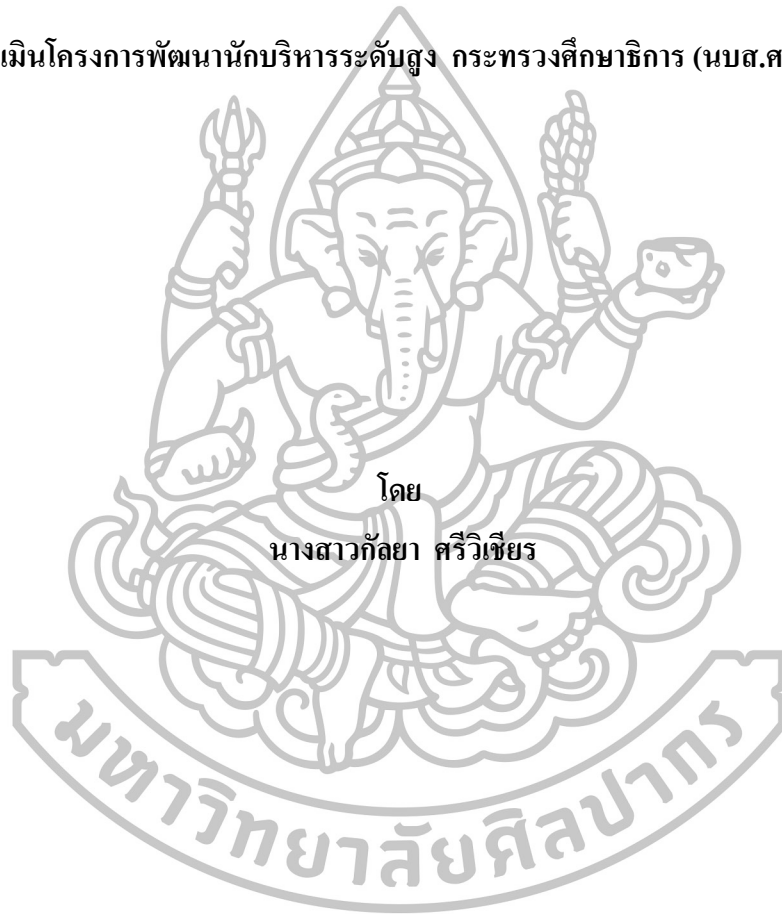 เมินโครงการพัฒนานักบริหารระดับสูง กระทรวงศึกษาธิการ (นบส.ศ
โดย
นางสาวกัลยา ศรีวิเชียร
มหาวิทยาลัยศิลปากร